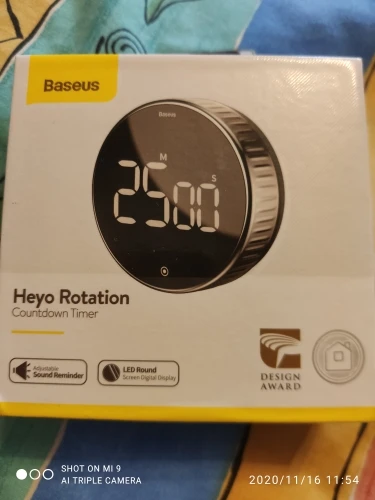 Baseus
Baseus
M
S
25 00
Heyo Rotation
Countdown Timer
Adjustable
Sound Reminder
LED Round
Screen Digital Display
DESIGN
AWARD
SHOT ON MI 9
AI TRIPLE CAMERA
2020/11/16 11:54